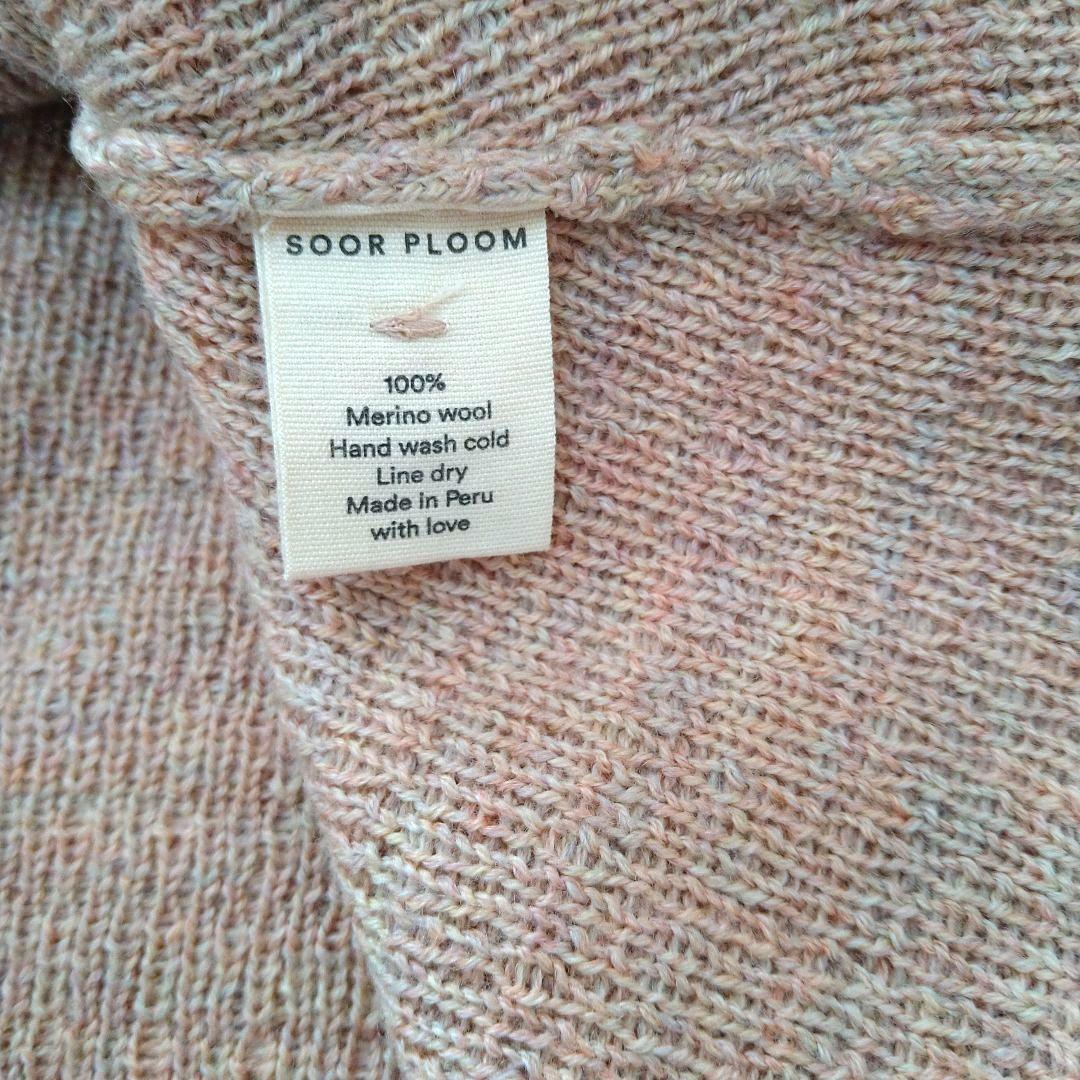 SOOR PLOOM
100%
Merino wool
Hand wash cold
Line dry
Made in Peru
with love